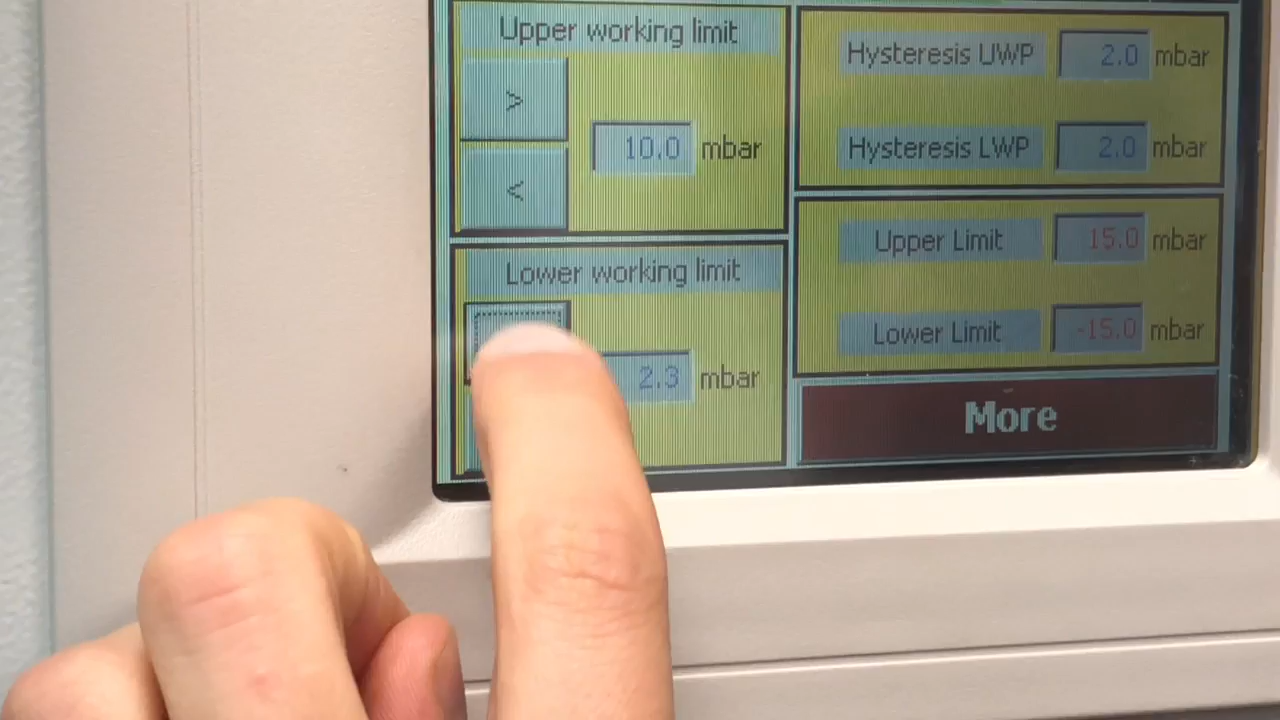 Upper working limit
>
10.0 mbar
<
Lower working limit
2.3 mbar
Hysteresis UWP 2.0 mbar
Hysteresis LWP 2.0 mbar
Upper Limit 15.0 mbar
Lower Limit -15.0 mbar
More